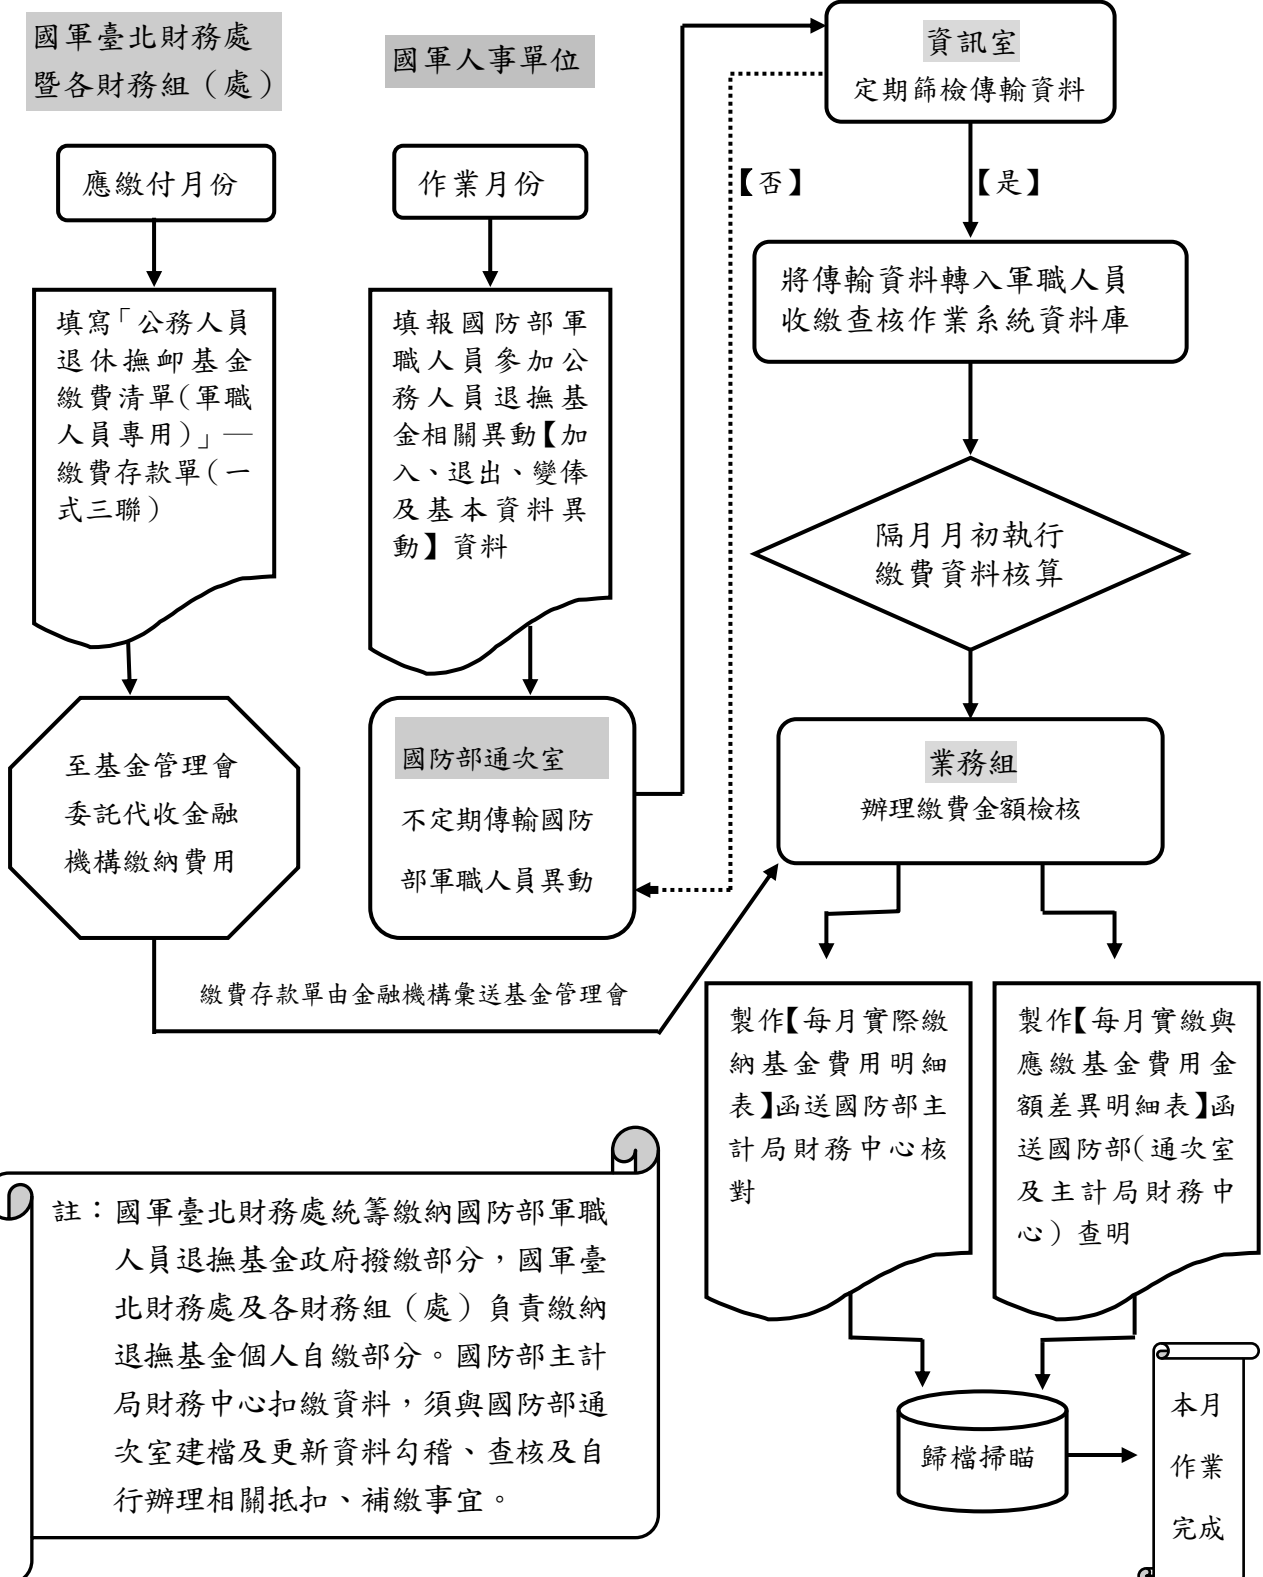 國軍臺北財務處
暨各財務組（處）
應繳付月份
填寫「公務人員
退休撫卹基金
繳費清單(軍職
人員專用)」—
繳費存款單(一
式三聯)
至基金管理會
委託代收金融
機構繳納費用
繳費存款單由金融機構彙送基金管理會
國軍人事單位
作業月份
填報國防部軍
職人員參加公
務人員退撫基
金相關異動【加
入、退出、變俸
及基本資料異
動】資料
國防部通次室
不定期傳輸國防
部軍職人員異動
資訊室
定期篩檢傳輸資料
【否】
【是】
將傳輸資料轉入軍職人員
收繳查核作業系統資料庫
隔月月初執行
繳費資料核算
業務組
辦理繳費金額檢核
製作【每月實際繳
納基金費用明細
表】函送國防部主
計局財務中心核
對
製作【每月實繳與
應繳基金費用金
額差異明細表】函
送國防部(通次室
及主計局財務中
心）查明
歸檔掃瞄
本月
作業
完成
註：國軍臺北財務處統籌繳納國防部軍職
人員退撫基金政府撥繳部分，國軍臺
北財務處及各財務組（處）負責繳納
退撫基金個人自繳部分。國防部主計
局財務中心扣繳資料，須與國防部通
次室建檔及更新資料勾稽、查核及自
行辦理相關抵扣、補繳事宜。